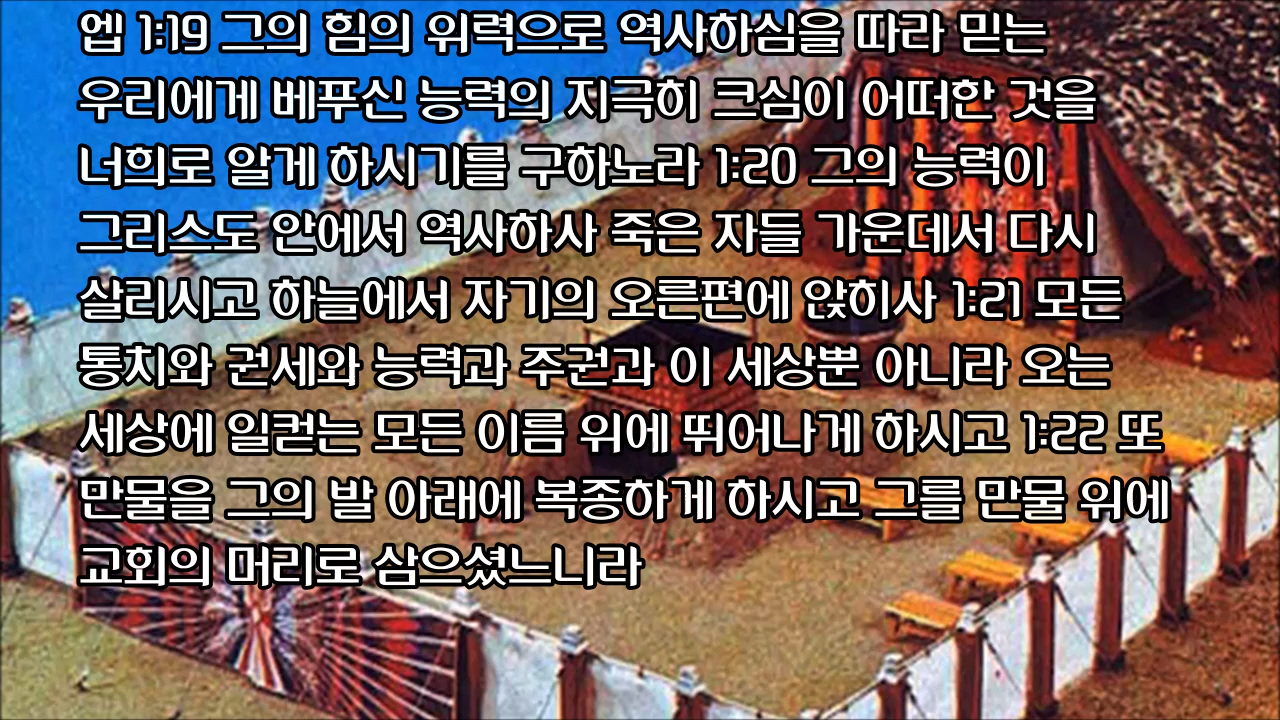 엡 1:19 그의 힘의 위력으로 역사하심을 따라 믿는
우리에게 베푸신 능력의 지극히 크심이 어떠한 것을
너희로 알게 하시기를 구하노라 1:20 그의 능력이
그리스도 안에서 역사하사 죽은 자들 가운데서 다시
살리시고 하늘에서 자기의 오른편에 앉히사 1:21 모든
통치와 권세와 능력과 주권과 이 세상뿐 아니라 오는
세상에 일컫는 모든 이름 위에 뛰어나게 하시고 1:22 또
만물을 그의 발 아래에 복종하게 하시고 그를 만물 위에
교회의 머리로 삼으셨느니라